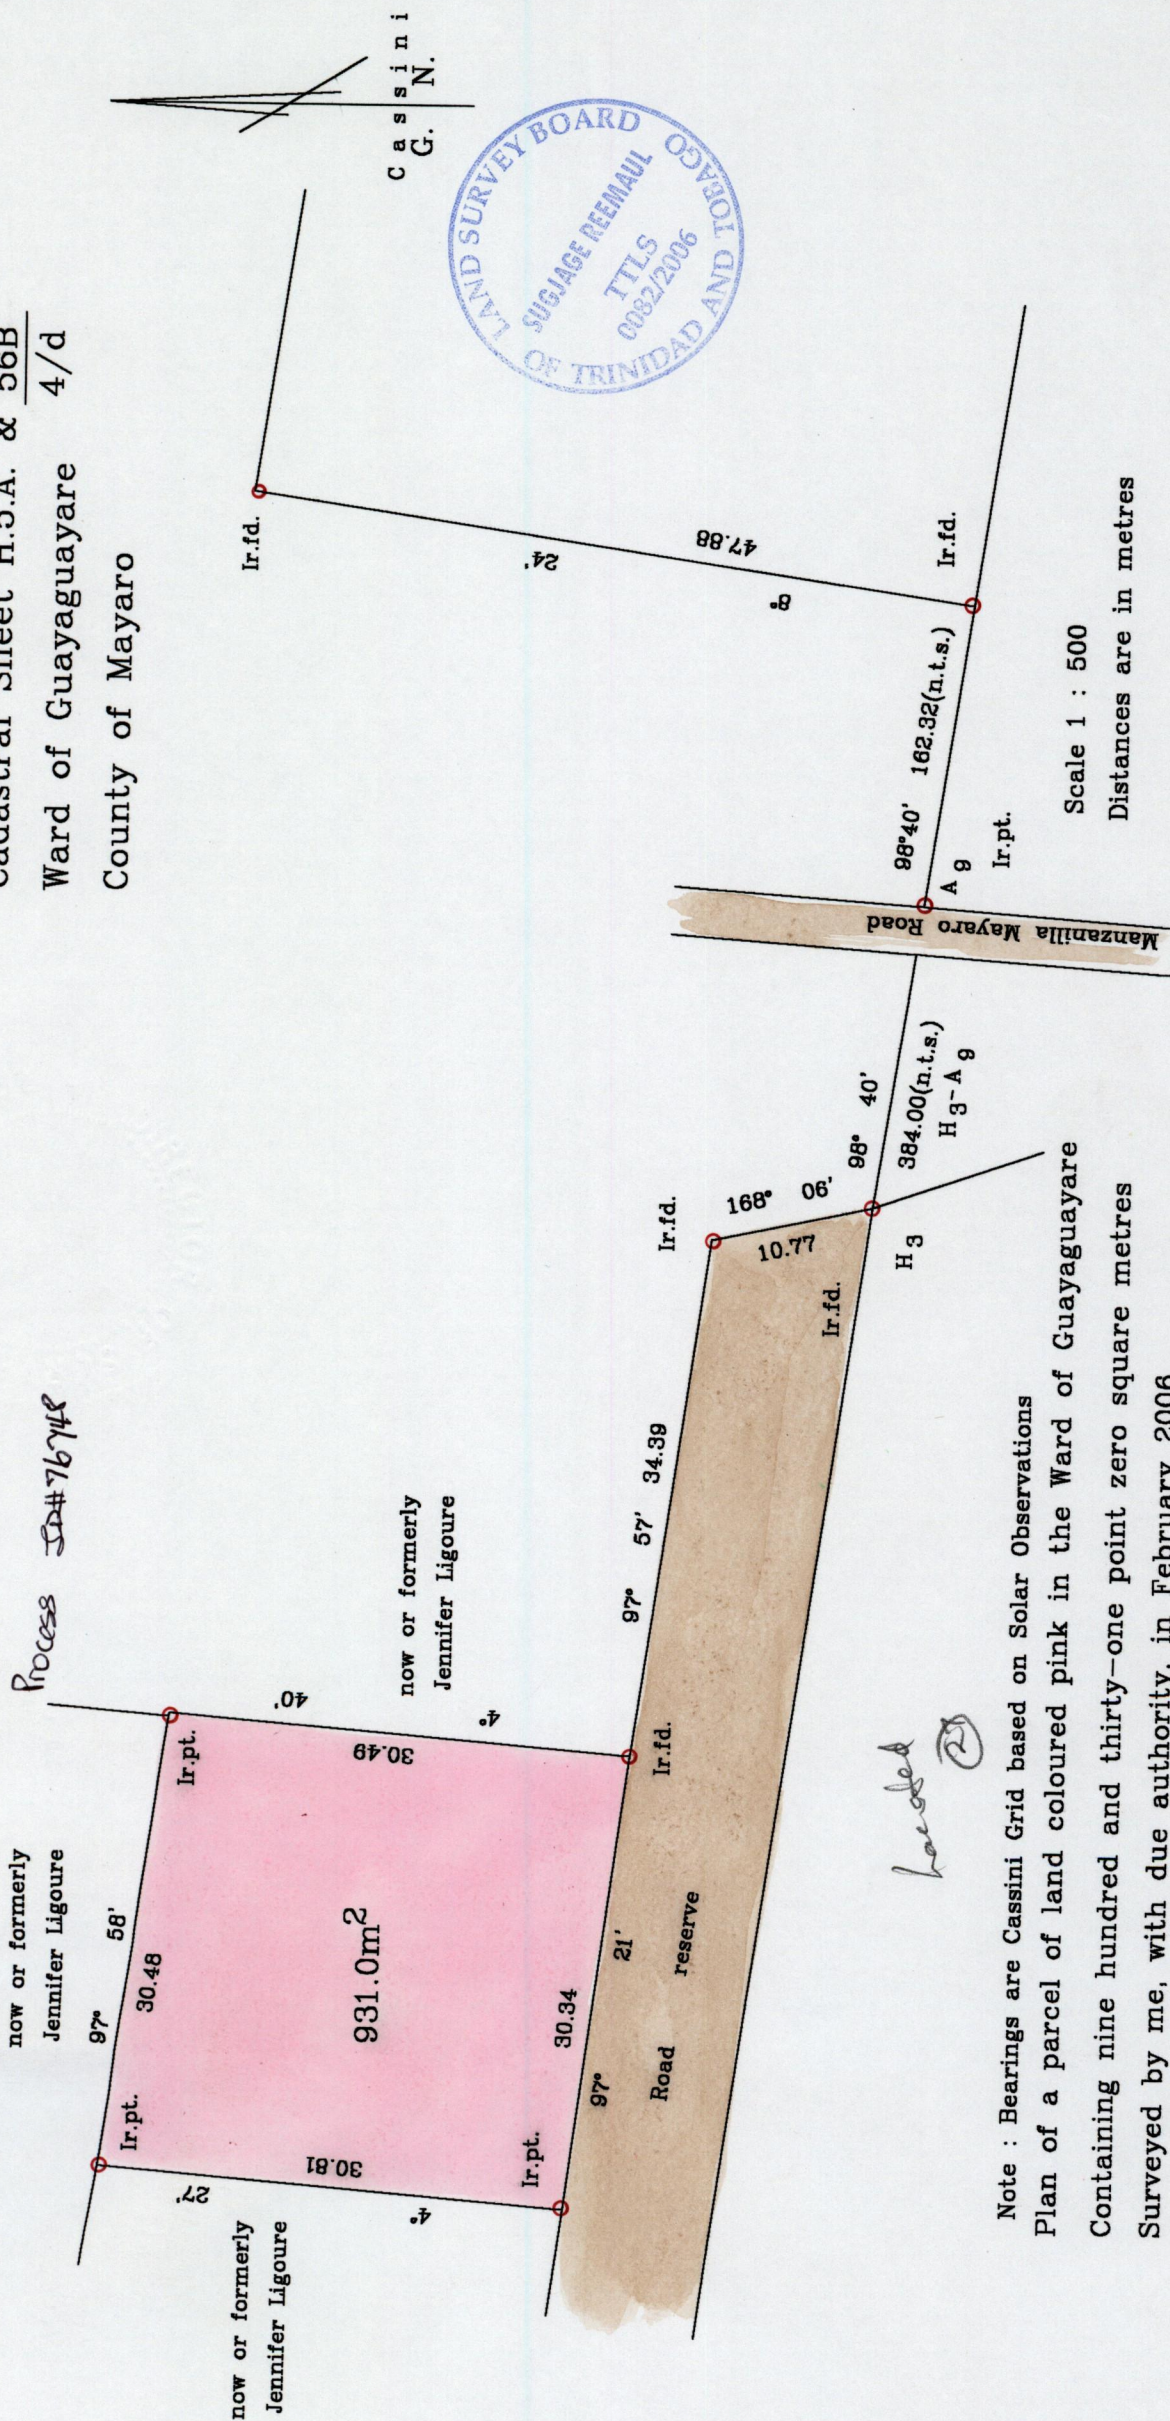 Cadastral Sheet H.5.A. & 56B
4/d
Ward of Guayaguayare
County of Mayaro
Process
now or formerly
Jennifer Ligoure
97° 58'
30.48
Ir.pt.
Ir.pt.
27'
30.81
4°
now or formerly
Jennifer Ligoure
931.0m²
40'
30.49
4°
now or formerly
Jennifer Ligoure
Ir.pt.
30.34
Ir.fd.
97° 21'
97° 57' 34.39
Road reserve
Ir.fd.
168° 06'
10.77
Ir.fd.
H 3
98° 40'
384.00(n.t.s.)
H 3-A 9
Manzanilla Mayaro Road
98°40' 162.32(n.t.s.)
A 9
Ir.pt.
Ir.fd.
24'
47.88
8°
Ir.fd.
Cassini
G. N.
LAND SURVEY BOARD
OF TRINIDAD AND TOBAGO
SUGJAGE REEMAUL
TTLS
0082/2006
Scale 1 : 500
Distances are in metres
Note : Bearings are Cassini Grid based on Solar Observations
Plan of a parcel of land coloured pink in the Ward of Guayaguayare
Containing nine hundred and thirty-one point zero square metres
Surveyed by me, with due authority, in February 2006